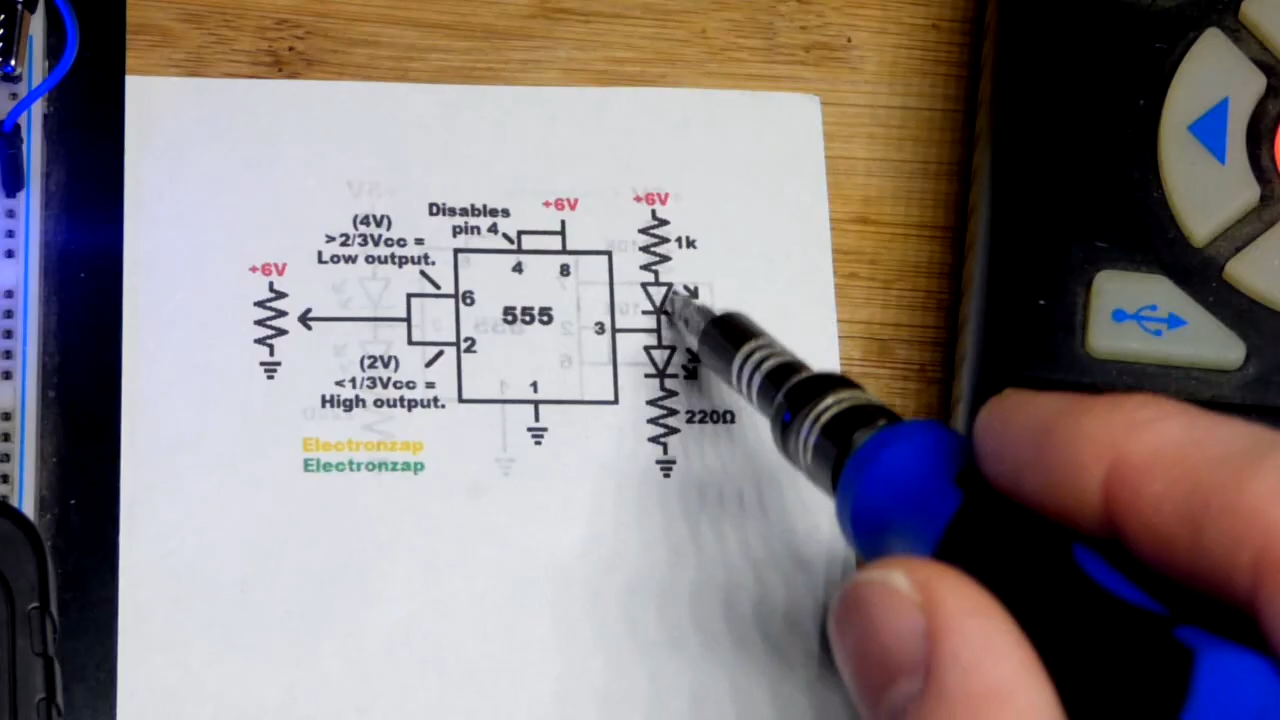 +6V
(4V)
>2/3Vcc =
Low output.
Disables
pin 4
+6V
+6V
1k
4
8
6
555
3
2
1
(2V)
<1/3Vcc =
High output.
220Ω
Electronzap
Electronzap